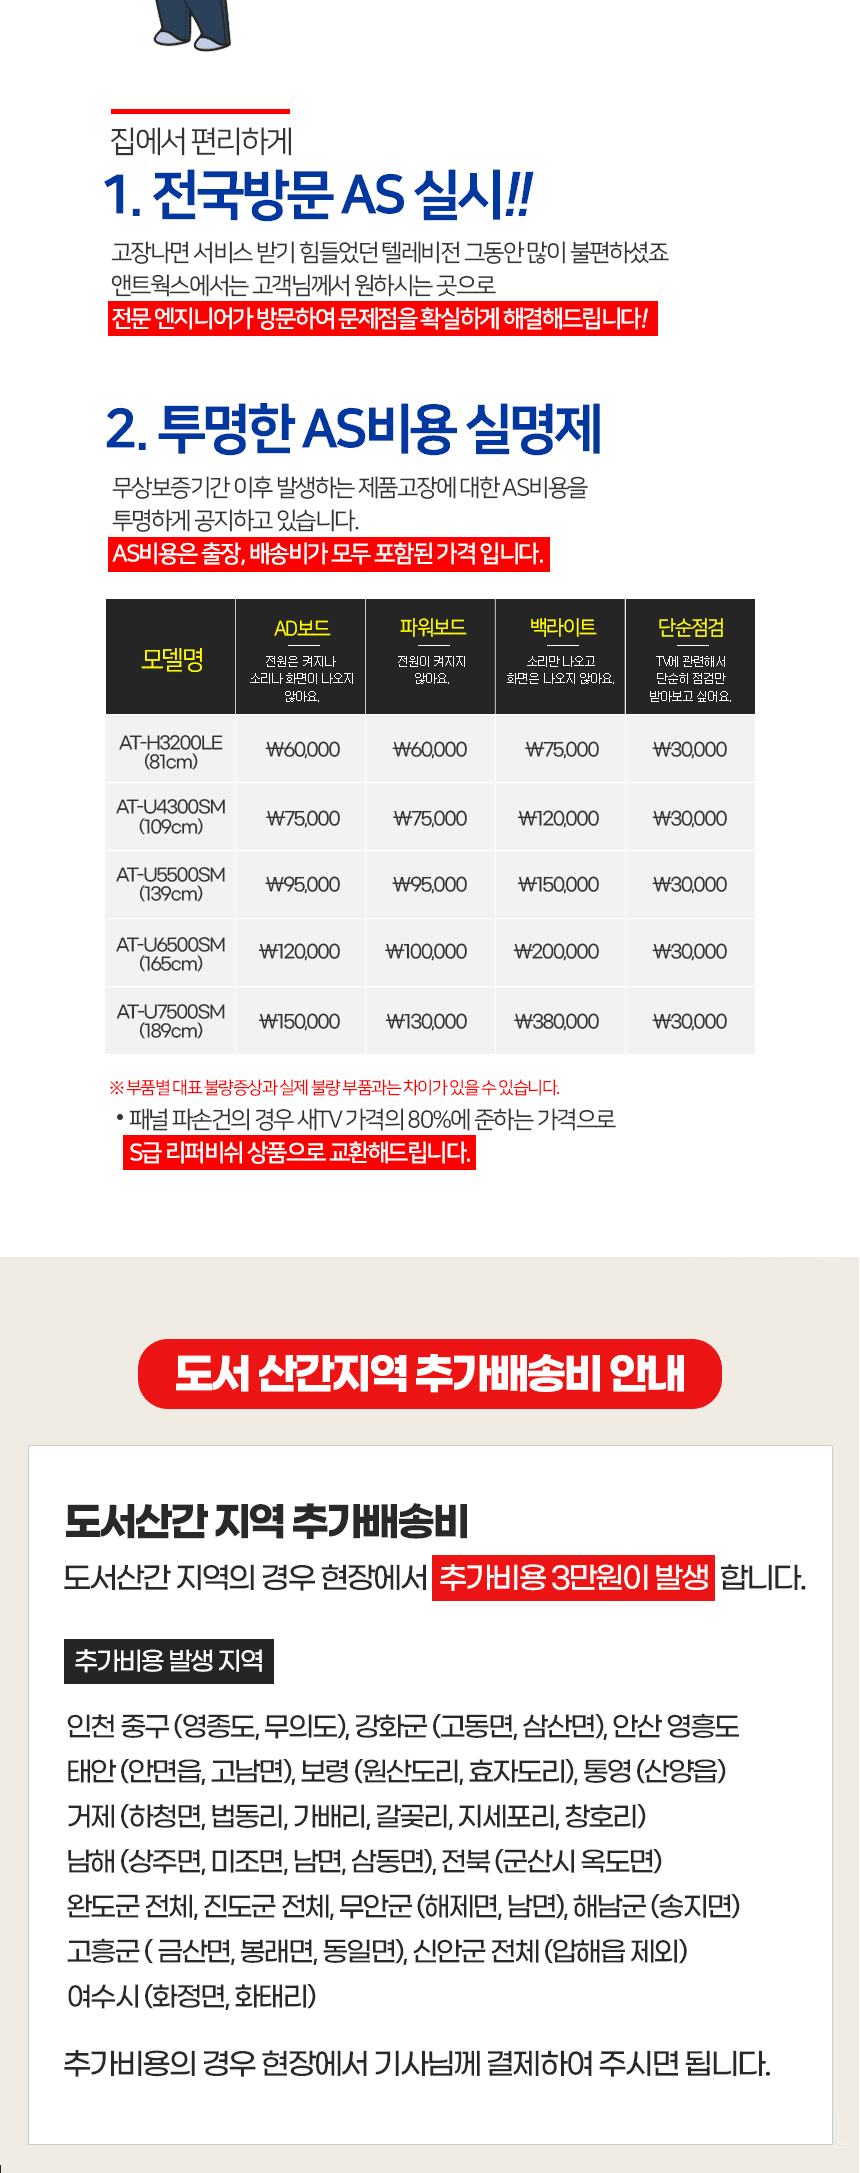 집에서 편리하게
1. 전국방문 AS 실시!!
고장나면 서비스 받기 힘들었던 텔레비전 그동안 많이 불편하셨죠
앤트웍스에서는 고객님께서 원하시는 곳으로
전문 엔지니어가 방문하여 문제점을 확실하게 해결해드립니다!
2. 투명한 AS비용 실명제
무상보증기간 이후 발생하는 제품고장에 대한 AS비용을
투명하게 공지하고 있습니다.
AS비용은 출장, 배송비가 모두 포함된 가격 입니다.
모델명
AD보드
전원은 켜지나
소리나 화면이 나오지
않아요.
파워보드
전원이 켜지지
않아요.
백라이트
소리만 나오고
화면은 나오지 않아요.
단순점검
TV에 관련해서
단순히 점검만
받아보고 싶어요.
AT-H3200LE
(81cm)
₩60,000
₩60,000
₩75,000
₩30,000
AT-U4300SM
(109cm)
₩75,000
₩75,000
₩120,000
₩30,000
AT-U5500SM
(139cm)
₩95,000
₩95,000
₩150,000
₩30,000
AT-U6500SM
(165cm)
₩120,000
₩100,000
₩200,000
₩30,000
AT-U7500SM
(189cm)
₩150,000
₩130,000
₩380,000
₩30,000
※ 부품별 대표 불량증상과 실제 불량 부품과는 차이가 있을 수 있습니다.
• 패널 파손건의 경우 새TV 가격의 80%에 준하는 가격으로
S급 리퍼비쉬 상품으로 교환해드립니다.
도서 산간지역 추가배송비 안내
도서산간 지역 추가배송비
도서산간 지역의 경우 현장에서 추가비용 3만원이 발생 합니다.
추가비용 발생 지역
인천 중구 (영종도, 무의도), 강화군 (고동면, 삼산면), 안산 영흥도
태안 (안면읍, 고남면), 보령 (원산도리, 효자도리), 통영 (산양읍)
거제 (하청면, 법동리, 가배리, 갈곶리, 지세포리, 창호리)
남해 (상주면, 미조면, 남면, 삼동면), 전북 (군산시 옥도면)
완도군 전체, 진도군 전체, 무안군 (해제면, 남면), 해남군 (송지면)
고흥군 ( 금산면, 봉래면, 동일면), 신안군 전체 (압해읍 제외)
여수시 (화정면, 화태리)
추가비용의 경우 현장에서 기사님께 결제하여 주시면 됩니다.